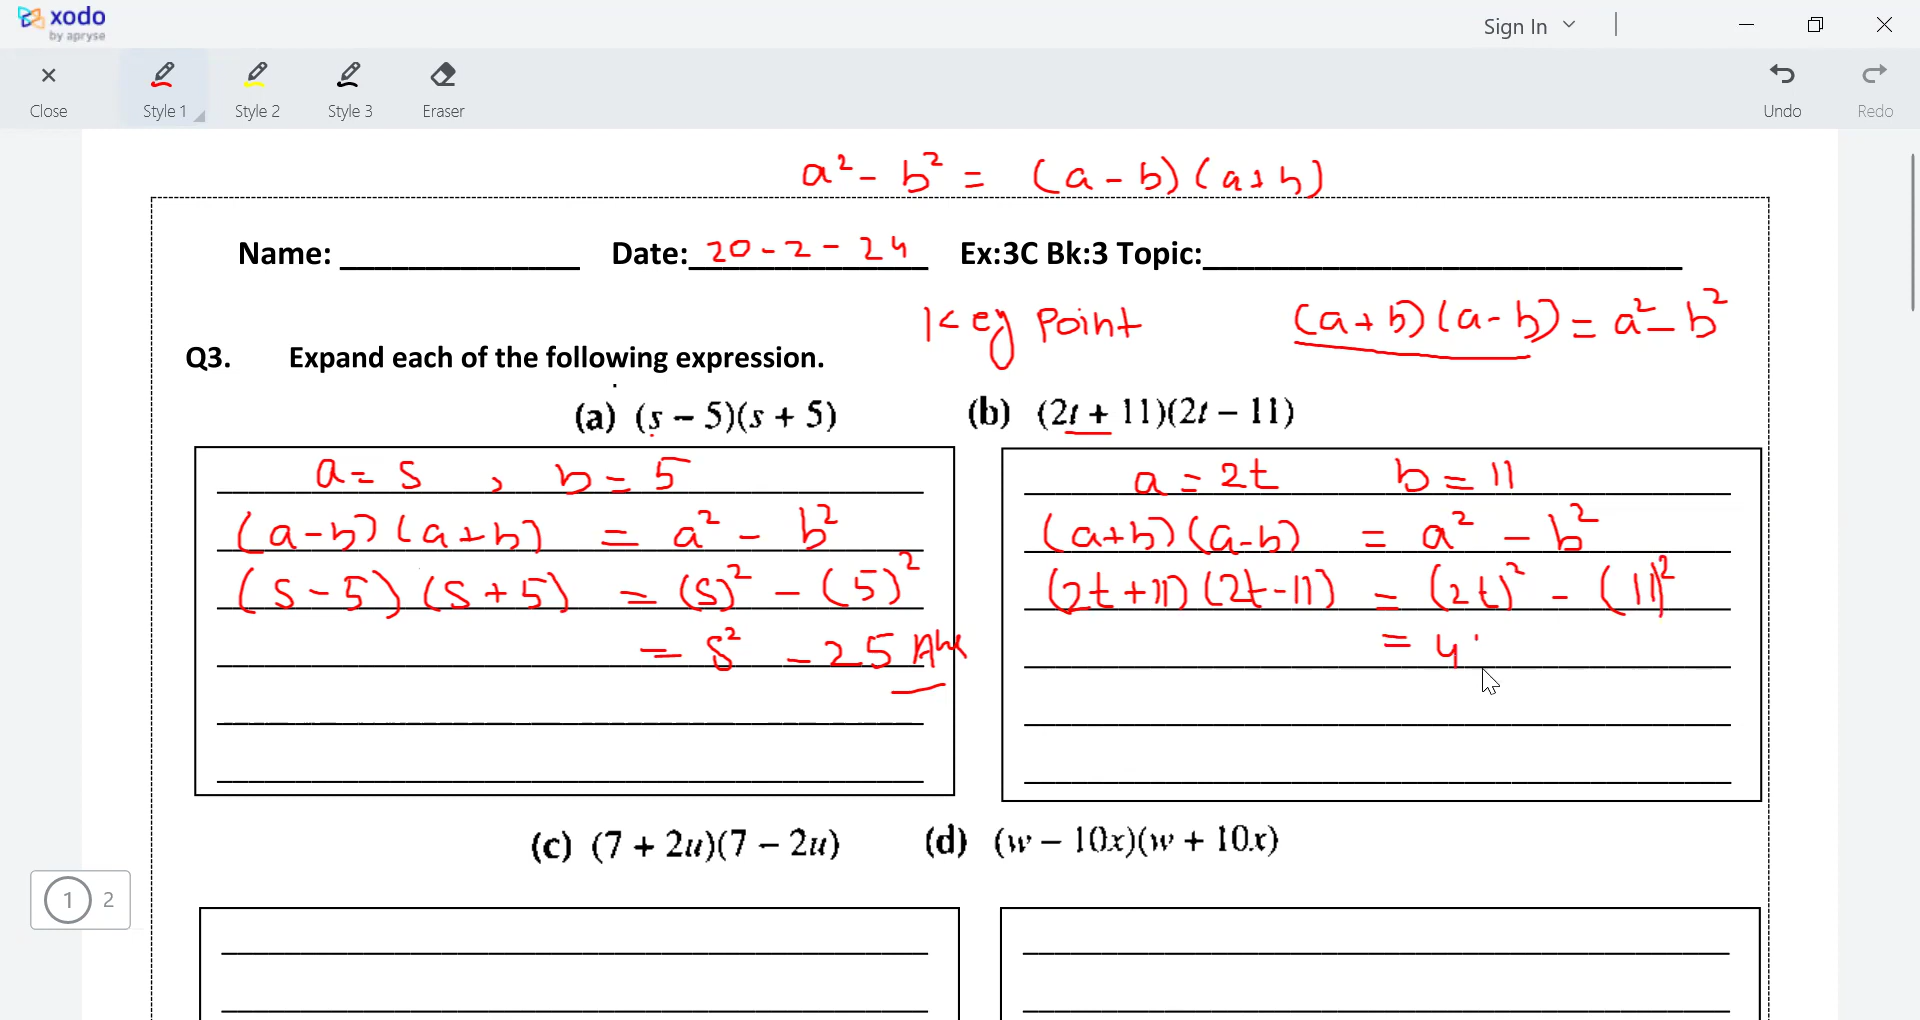 xodo
by apryse
Sign In
Close
Style 1
Style 2
Style 3
Eraser
Undo
Redo
a² - b² = (a - b)(a+b)
Name: ______________ Date: 20-2-24 Ex:3C Bk:3 Topic:____________________________
Key Point (a+b)(a-b) = a² - b²
Q3. Expand each of the following expression.
(a) (s − 5)(s + 5) (b) (2t + 11)(2t − 11)
a = s , b = 5
(a-b)(a+b) = a² - b²
(s-5)(s+5) = (s)² - (5)²
= s² - 25 Ans
a = 2t b = 11
(a+b)(a-b) = a² - b²
(2t+11)(2t-11) = (2t)² - (11)²
= 4
(c) (7 + 2u)(7 − 2u) (d) (w − 10x)(w + 10x)
1 2